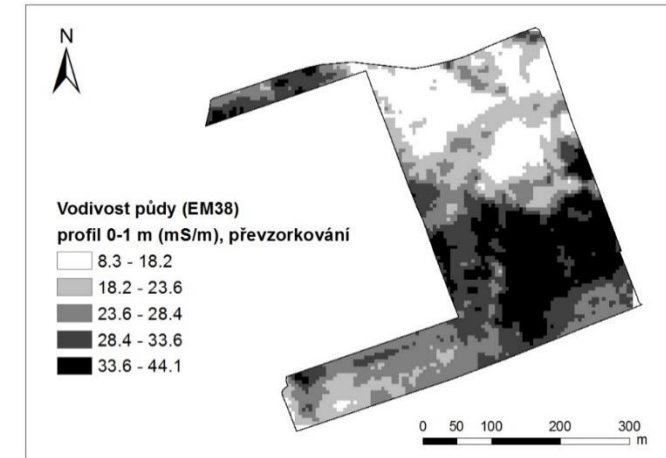 N
Vodivost půdy (EM38)
profil 0-1 m (mS/m), převzorkování
8.3 - 18.2
18.2 - 23.6
23.6 - 28.4
28.4 - 33.6
33.6 - 44.1
0 50 100 200 300
m